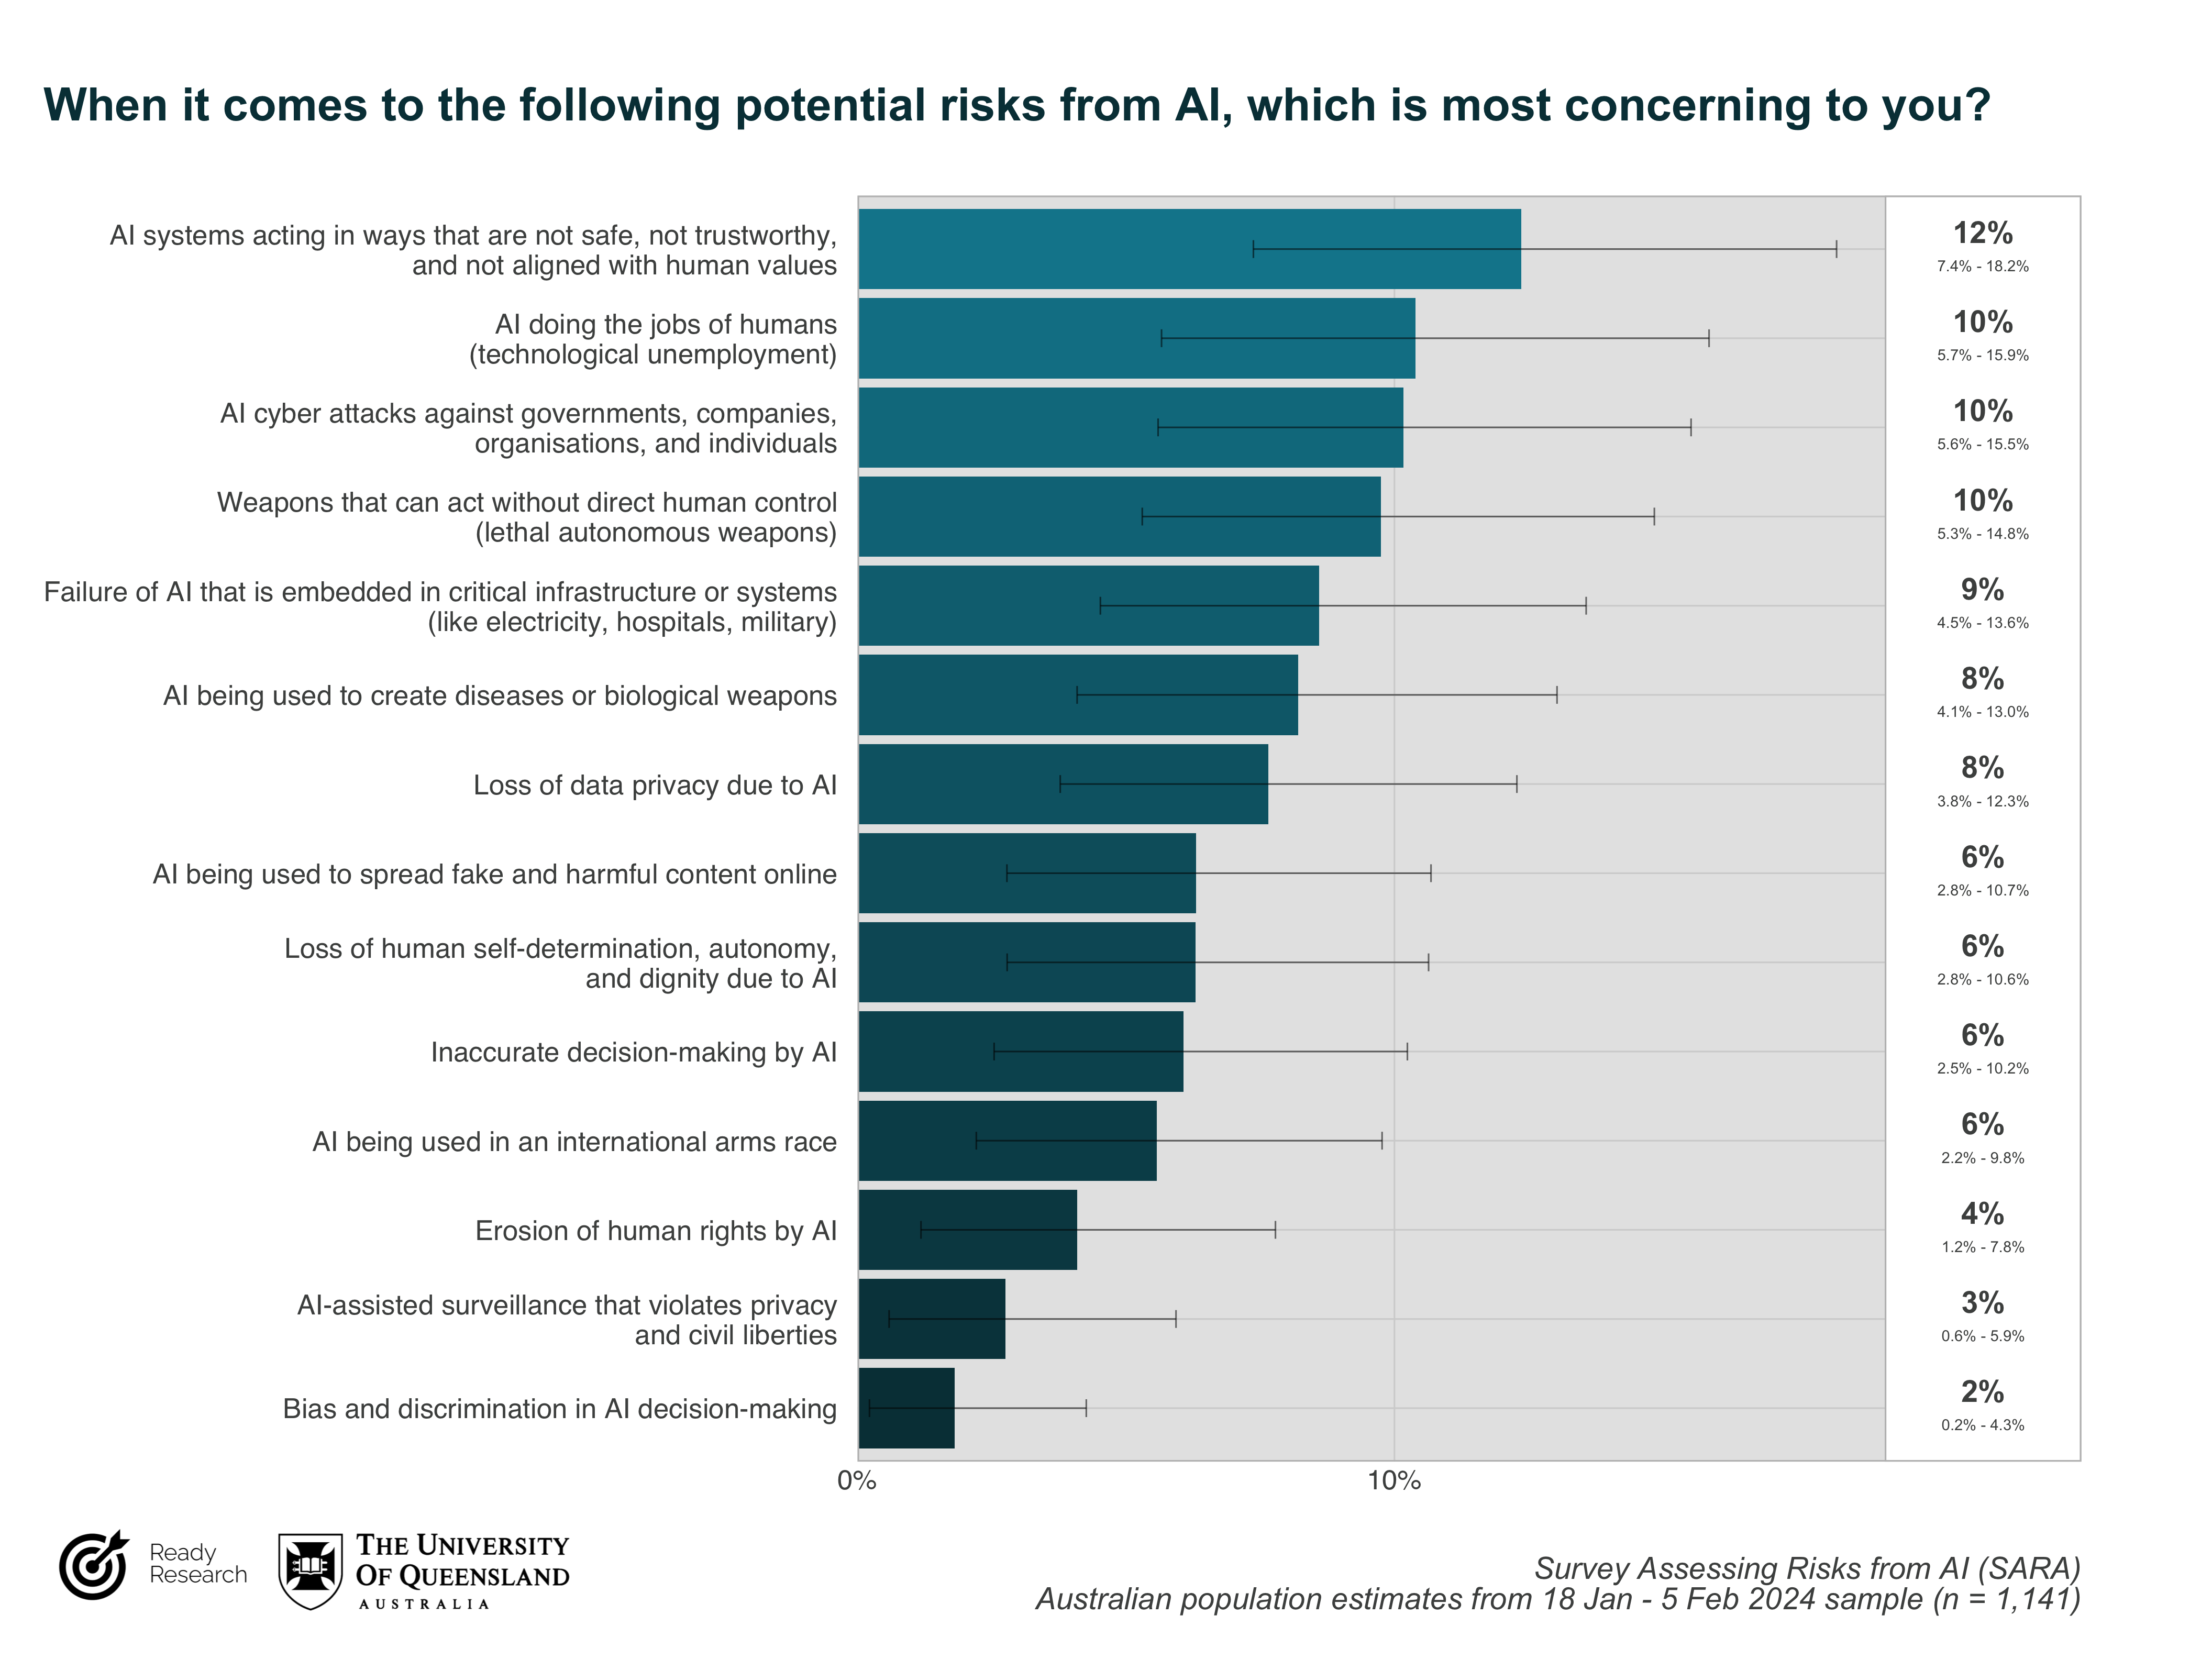 When it comes to the following potential risks from AI, which is most concerning to you?
AI systems acting in ways that are not safe, not trustworthy,
and not aligned with human values
12%
7.4% - 18.2%
AI doing the jobs of humans
(technological unemployment)
10%
5.7% - 15.9%
AI cyber attacks against governments, companies,
organisations, and individuals
10%
5.6% - 15.5%
Weapons that can act without direct human control
(lethal autonomous weapons)
10%
5.3% - 14.8%
Failure of AI that is embedded in critical infrastructure or systems
(like electricity, hospitals, military)
9%
4.5% - 13.6%
AI being used to create diseases or biological weapons
8%
4.1% - 13.0%
Loss of data privacy due to AI
8%
3.8% - 12.3%
AI being used to spread fake and harmful content online
6%
2.8% - 10.7%
Loss of human self-determination, autonomy,
and dignity due to AI
6%
2.8% - 10.6%
Inaccurate decision-making by AI
6%
2.5% - 10.2%
AI being used in an international arms race
6%
2.2% - 9.8%
Erosion of human rights by AI
4%
1.2% - 7.8%
AI-assisted surveillance that violates privacy
and civil liberties
3%
0.6% - 5.9%
Bias and discrimination in AI decision-making
2%
0.2% - 4.3%
0%
10%
Ready
Research
THE UNIVERSITY
OF QUEENSLAND
AUSTRALIA
Survey Assessing Risks from AI (SARA)
Australian population estimates from 18 Jan - 5 Feb 2024 sample (n = 1,141)